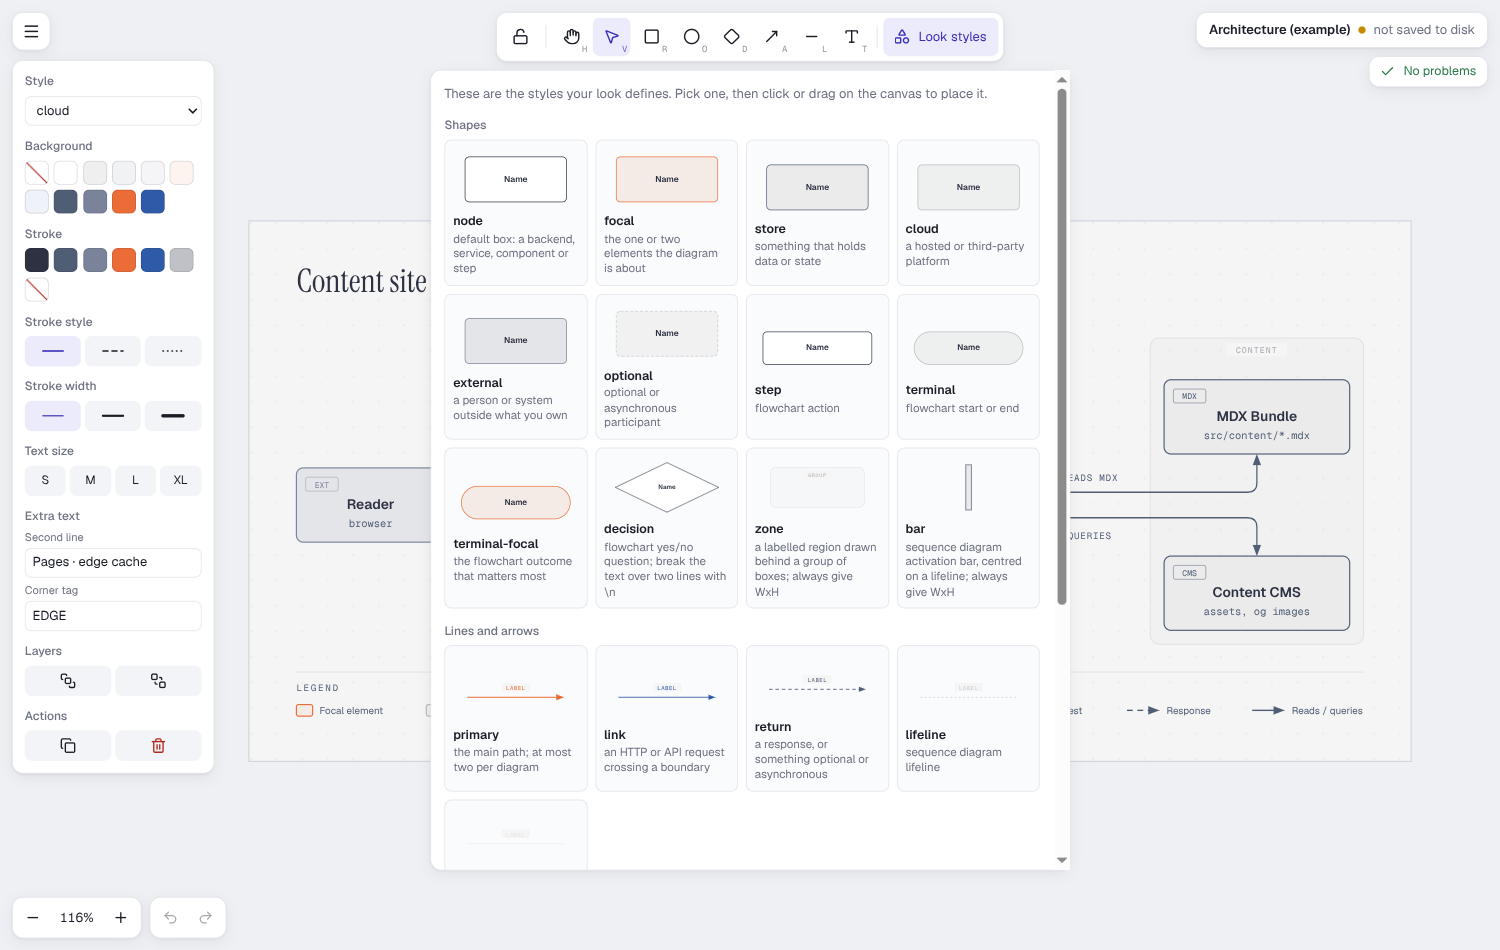 H
V
R
O
D
A
L
T
Look styles
Architecture (example)
not saved to disk
No problems
Style
cloud
Background
Stroke
Stroke style
Stroke width
Text size
S
M
L
XL
Extra text
Second line
Pages · edge cache
Corner tag
EDGE
Layers
Actions
116%
These are the styles your look defines. Pick one, then click or drag on the canvas to place it.
Shapes
Name
node
default box: a backend,
service, component or
step
Name
focal
the one or two
elements the diagram
is about
Name
store
something that holds
data or state
Name
cloud
a hosted or third-party
platform
Name
external
a person or system
outside what you own
Name
optional
optional or
asynchronous
participant
Name
step
flowchart action
Name
terminal
flowchart start or end
Name
terminal-focal
the flowchart outcome
that matters most
Name
decision
flowchart yes/no
question; break the
text over two lines with
\n
GROUP
zone
a labelled region drawn
behind a group of
boxes; always give
WxH
bar
sequence diagram
activation bar, centred
on a lifeline; always
give WxH
Lines and arrows
LABEL
primary
the main path; at most
two per diagram
LABEL
link
an HTTP or API request
crossing a boundary
LABEL
return
a response, or
something optional or
asynchronous
LABEL
lifeline
sequence diagram
lifeline
LABEL
Content site
EXT
Reader
browser
CONTENT
MDX
MDX Bundle
src/content/*.mdx
EADS MDX
QUERIES
CMS
Content CMS
assets, og images
LEGEND
Focal element
est
Response
Reads / queries